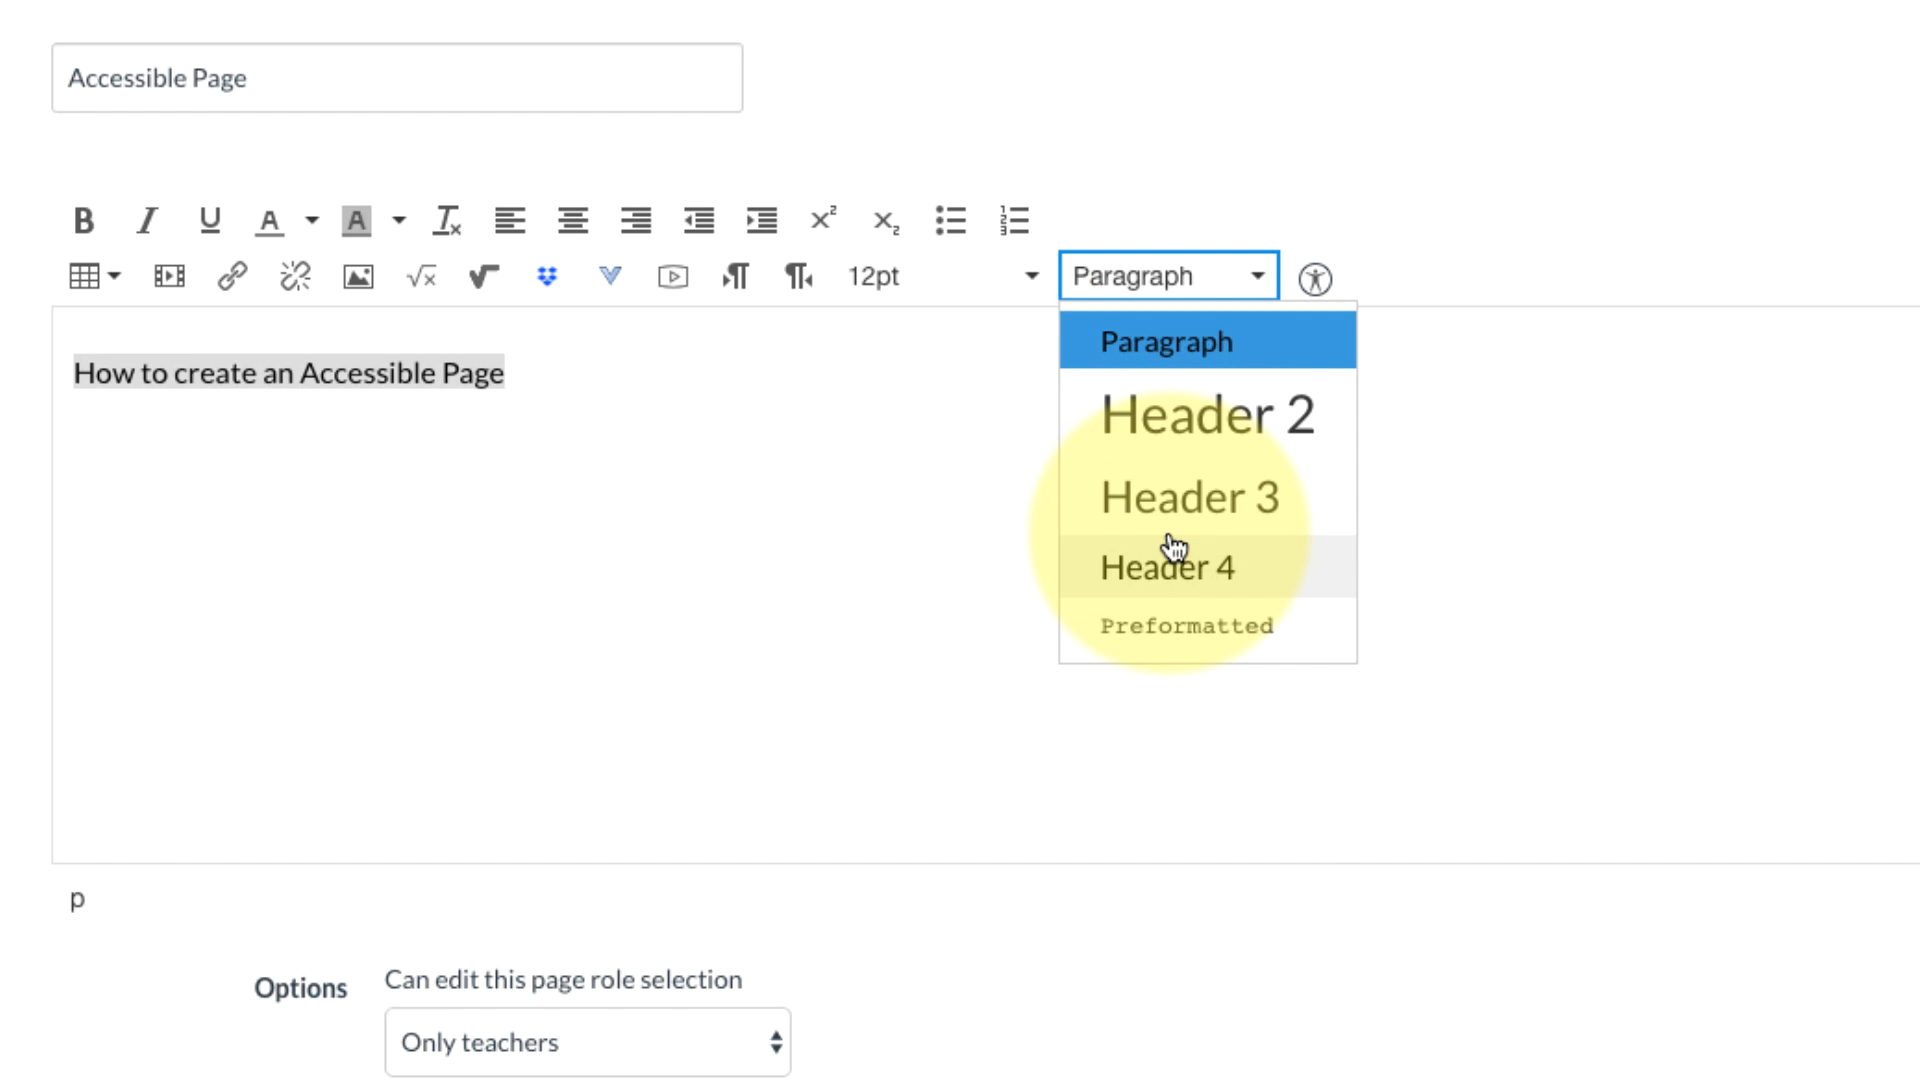 Accessible Page
12pt
Paragraph
Paragraph
How to create an Accessible Page
Header 2
Header 3
Header 4
Preformatted
p
Options
Can edit this page role selection
Only teachers